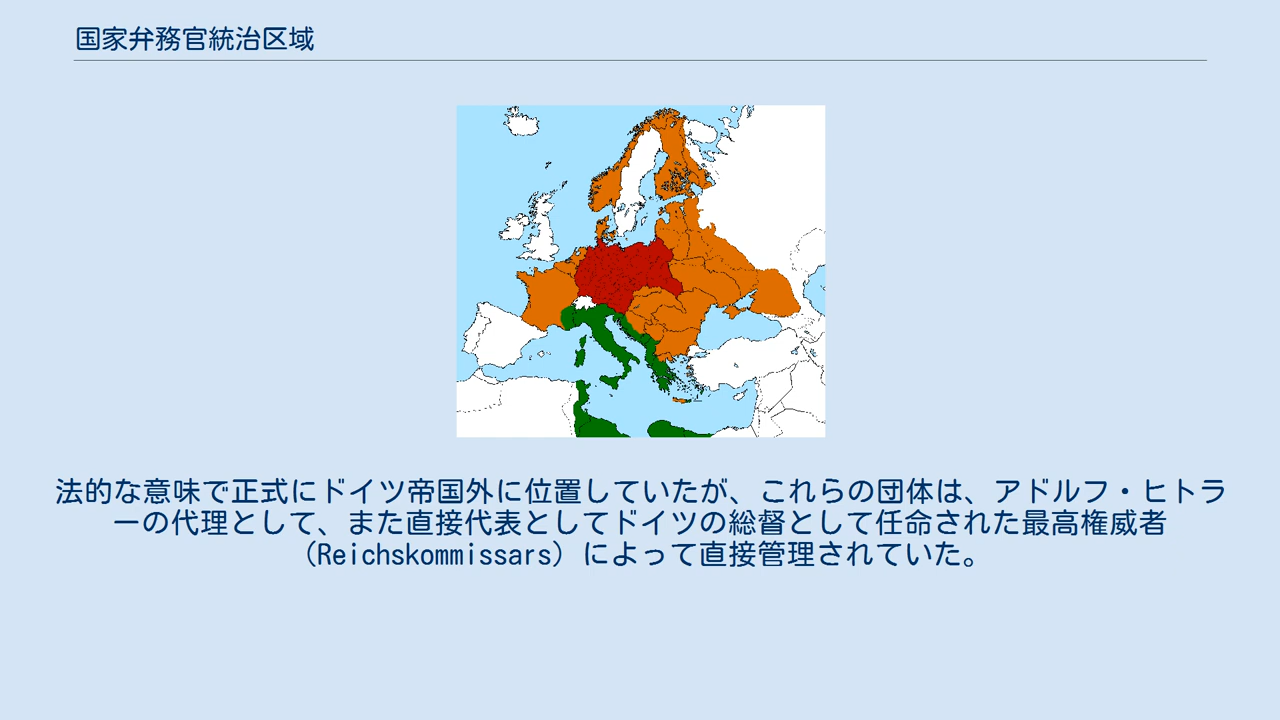 国家弁務官統治区域
法的な意味で正式にドイツ帝国外に位置していたが、これらの団体は、アドルフ・ヒトラ
ーの代理として、また直接代表としてドイツの総督として任命された最高権威者
（Reichskommissars）によって直接管理されていた。